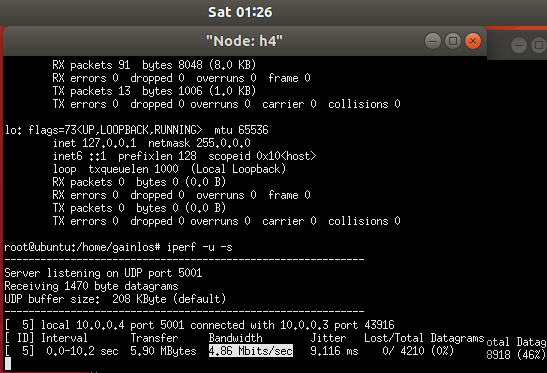 Sat 01:26
"Node: h4"
RX packets 91  bytes 8048 (8.0 KB)
RX errors 0  dropped 0  overruns 0  frame 0
TX packets 13  bytes 1006 (1.0 KB)
TX errors 0  dropped 0 overruns 0  carrier 0  collisions 0
lo: flags=73<UP,LOOPBACK,RUNNING>  mtu 65536
inet 127.0.0.1  netmask 255.0.0.0
inet6 ::1  prefixlen 128  scopeid 0x10<host>
loop  txqueuelen 1000  (Local Loopback)
RX packets 0  bytes 0 (0.0 B)
RX errors 0  dropped 0  overruns 0  frame 0
TX packets 0  bytes 0 (0.0 B)
TX errors 0  dropped 0 overruns 0  carrier 0  collisions 0
root@ubuntu:/home/gainlos# iperf -u -s
------------------------------------------------------------
Server listening on UDP port 5001
Receiving 1470 byte datagrams
UDP buffer size:  208 KByte (default)
------------------------------------------------------------
[  5] local 10.0.0.4 port 5001 connected with 10.0.0.3 port 43916
[ ID] Interval       Transfer     Bandwidth        Jitter   Lost/Total Datagrams
[  5]  0.0-10.2 sec  5.90 MBytes  4.86 Mbits/sec   9.116 ms    0/ 4210 (0%)
otal Datag
8918 (46%)